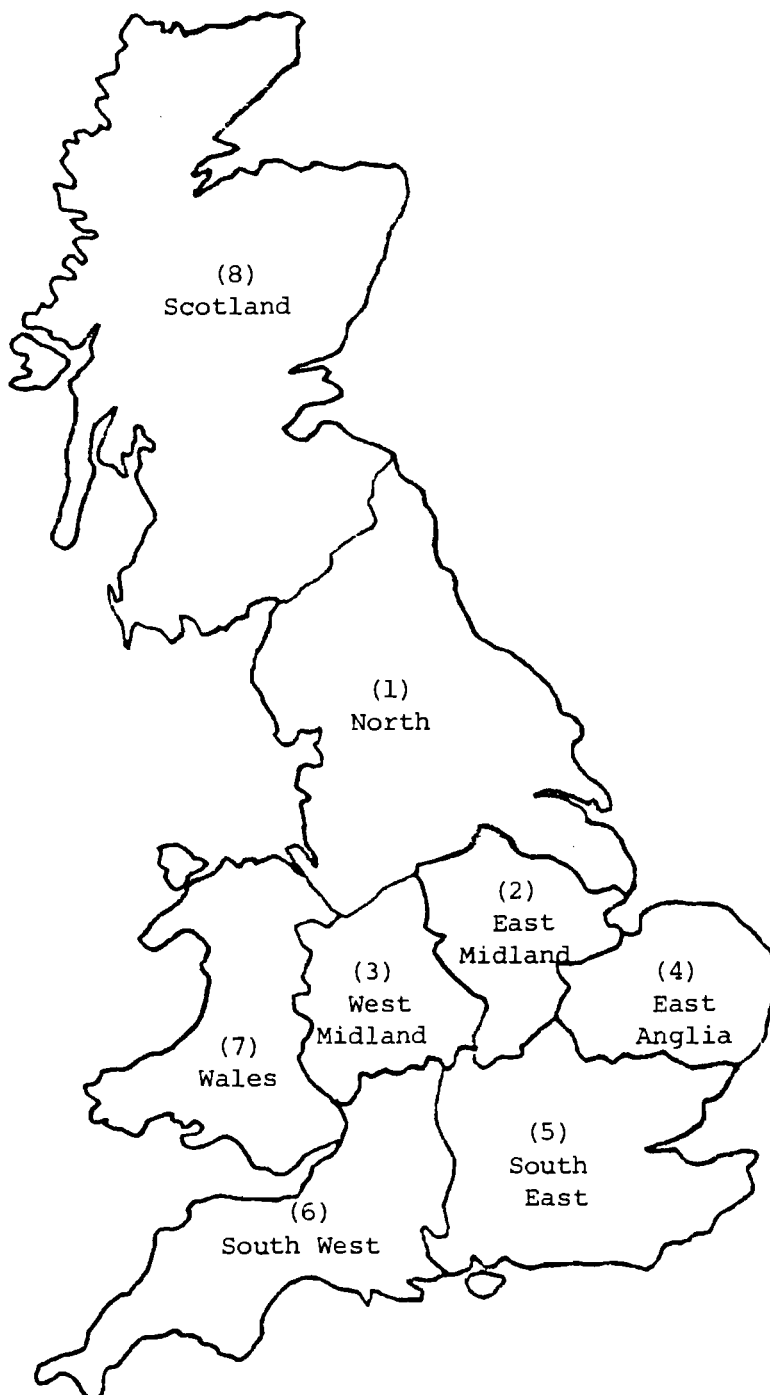 (8)
Scotland
(1)
North
(2)
East
Midland
(3)
West
Midland
(4)
East
Anglia
(7)
Wales
(5)
South
East
(6)
South West